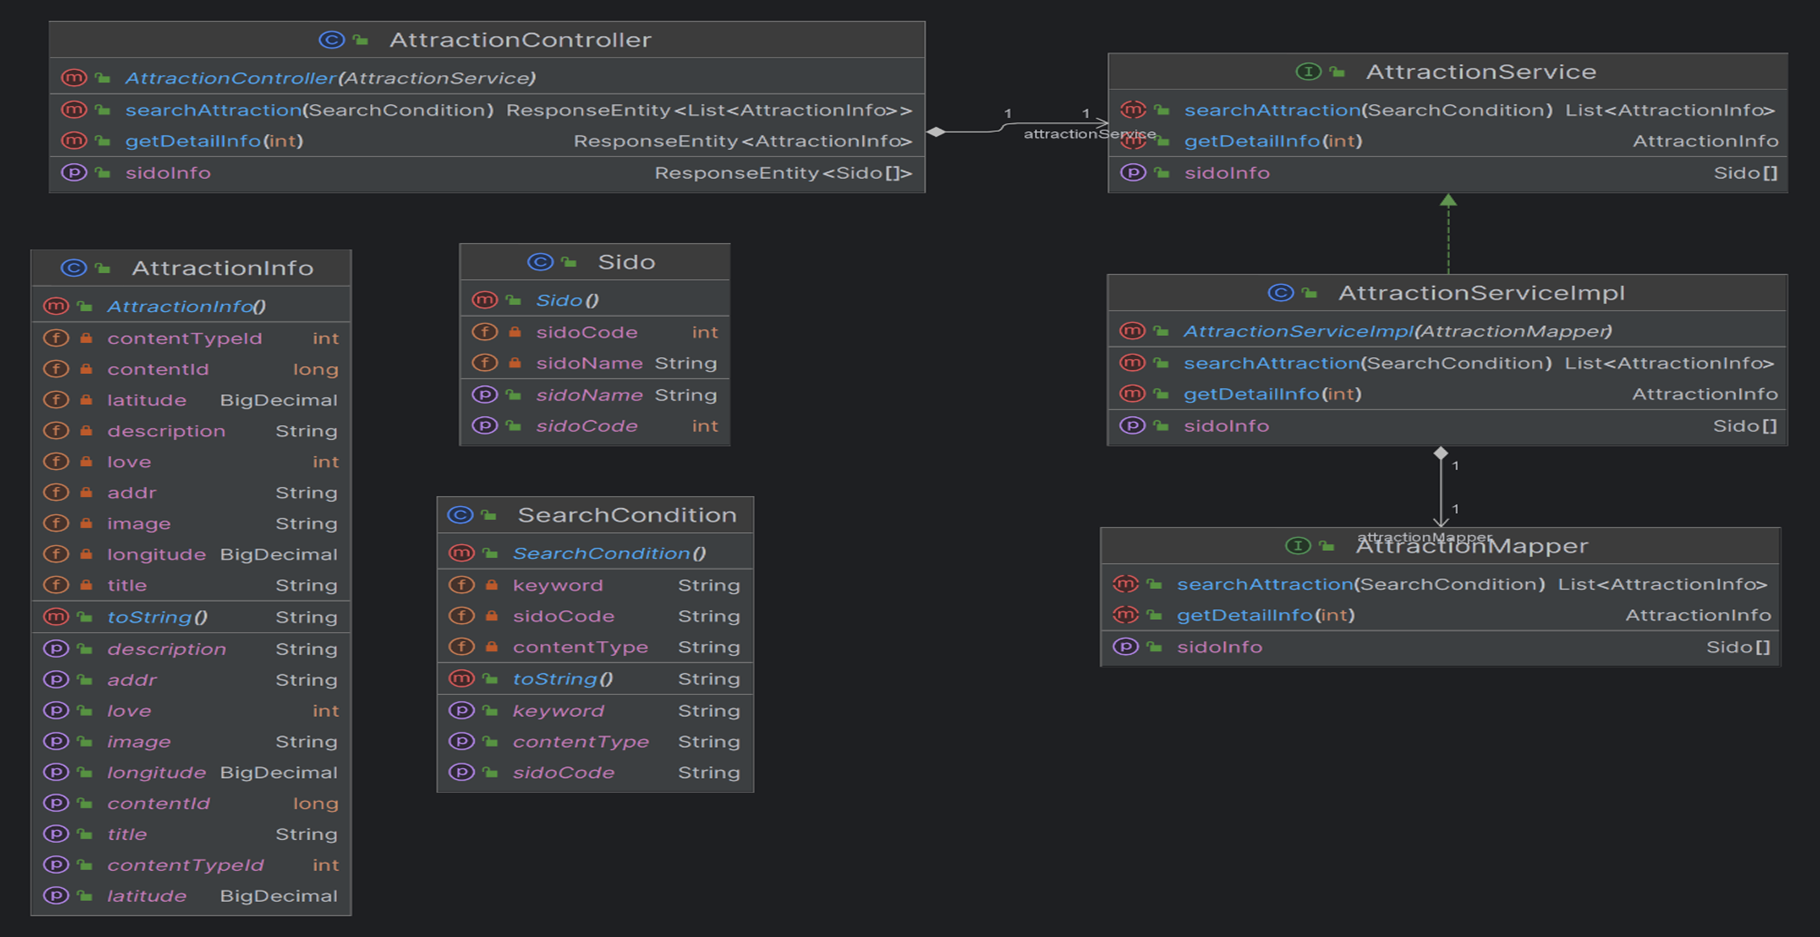 AttractionController
AttractionController(AttractionService)
searchAttraction(SearchCondition) ResponseEntity<List<AttractionInfo>>
getDetailInfo(int) ResponseEntity<AttractionInfo>
sidoInfo ResponseEntity<Sido[]>
1 1
attractionService
AttractionService
searchAttraction(SearchCondition) List<AttractionInfo>
getDetailInfo(int) AttractionInfo
sidoInfo Sido[]
AttractionInfo
AttractionInfo()
contentTypeId int
contentId long
latitude BigDecimal
description String
love int
addr String
image String
longitude BigDecimal
title String
toString() String
description String
addr String
love int
image String
longitude BigDecimal
contentId long
title String
contentTypeId int
latitude BigDecimal
Sido
Sido()
sidoCode int
sidoName String
sidoName String
sidoCode int
SearchCondition
SearchCondition()
keyword String
sidoCode String
contentType String
toString() String
keyword String
contentType String
sidoCode String
AttractionServiceImpl
AttractionServiceImpl(AttractionMapper)
searchAttraction(SearchCondition) List<AttractionInfo>
getDetailInfo(int) AttractionInfo
sidoInfo Sido[]
1
1
attractionMapper
AttractionMapper
searchAttraction(SearchCondition) List<AttractionInfo>
getDetailInfo(int) AttractionInfo
sidoInfo Sido[]